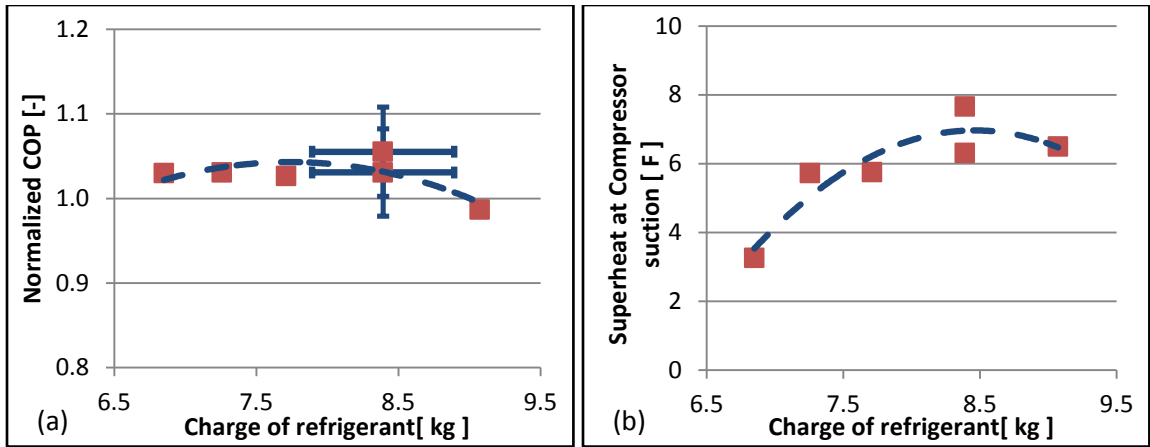 1.2
1.1
1.0
0.9
0.8
Normalized COP [-]
6.5 7.5 8.5 9.5
(a) Charge of refrigerant[ kg ]
10
8
6
4
2
0
Superheat at Compressor
suction [ F ]
6.5 7.5 8.5 9.5
(b) Charge of refrigerant[ kg ]